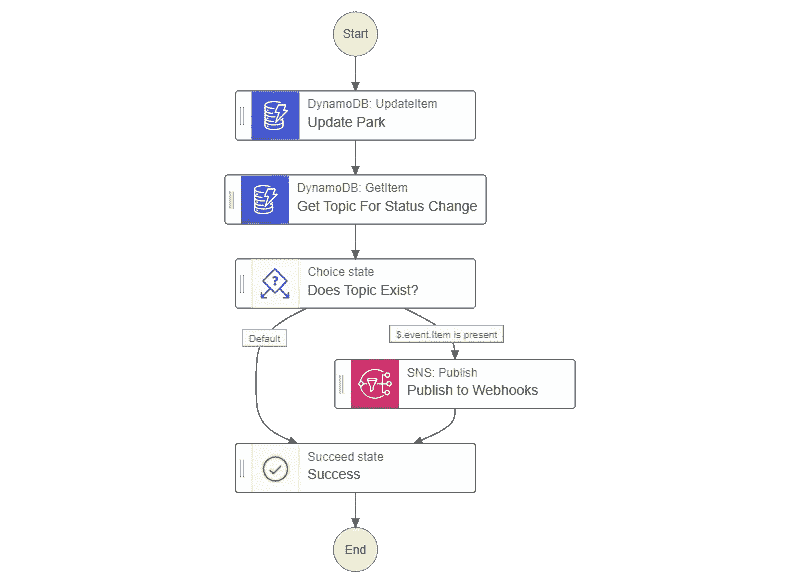 Start
DynamoDB: UpdateItem
Update Park
DynamoDB: GetItem
Get Topic For Status Change
?
Choice state
Does Topic Exist?
Default
$.event.Item is present
SNS: Publish
Publish to Webhooks
Succeed state
Success
End